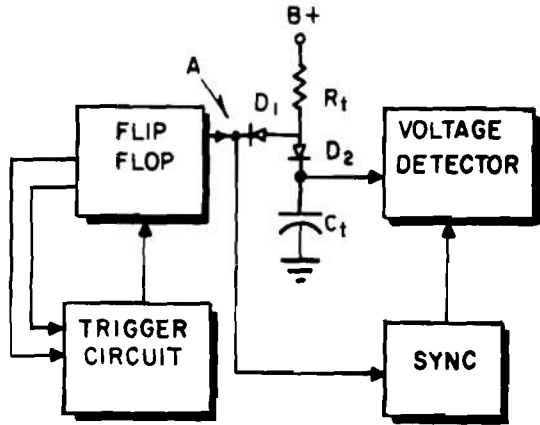 B+
A
D1
Rt
FLIP
FLOP
D2
VOLTAGE
DETECTOR
Ct
TRIGGER
CIRCUIT
SYNC